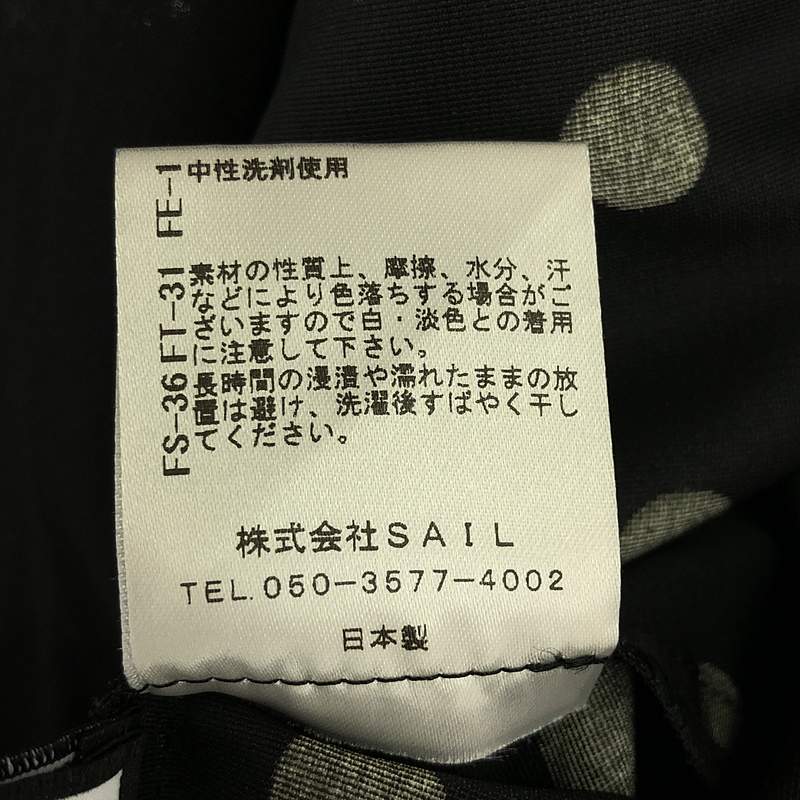 FE-1 中性洗剤使用
FT-31 素材の性質上、摩擦、水分、汗
などにより色落ちする場合がご
ざいますので白・淡色との着用
に注意して下さい。
FS-36 長時間の浸漬や濡れたままの放
置は避け、洗濯後すばやく干し
てください。
株式会社SAIL
TEL.050-3577-4002
日本製